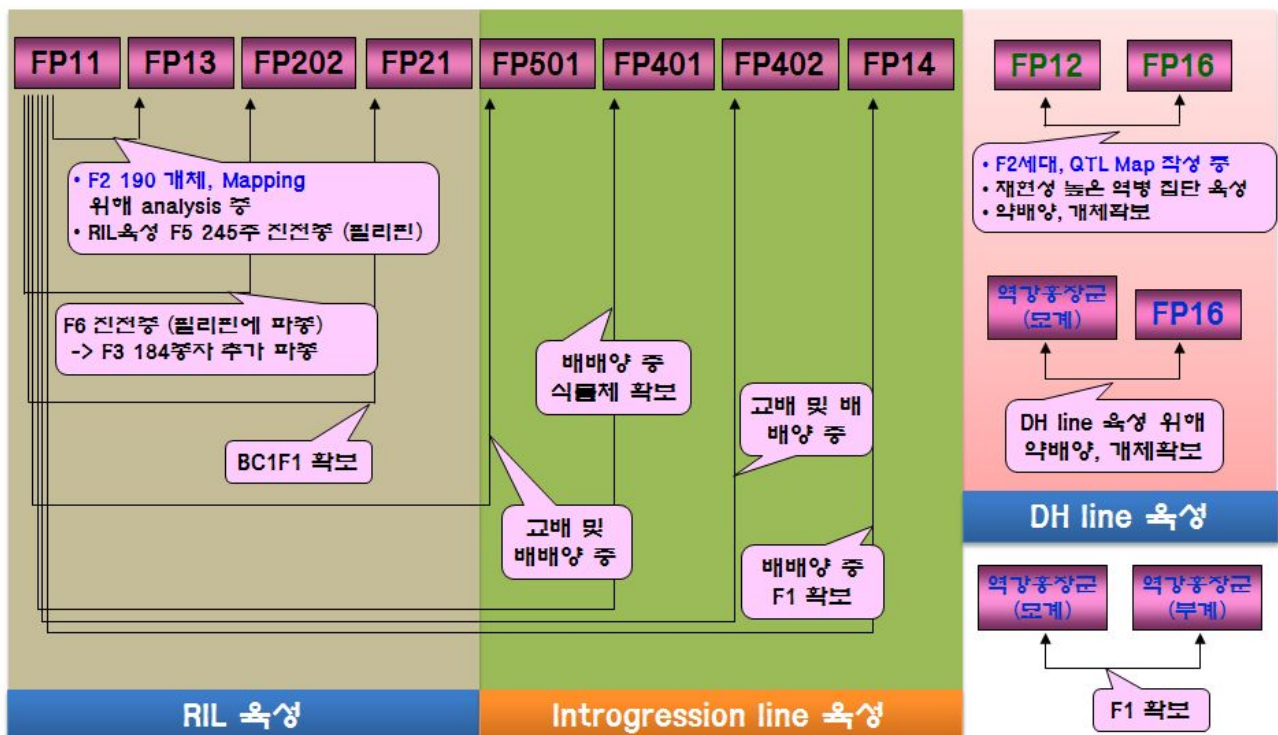 FP11 FP13 FP202 FP21 FP501 FP401 FP402 FP14
• F2 190 개체, Mapping
위해 analysis 중
• RIL육성 F5 245주 진전중 (필리핀)
F6 진전중 (필리핀에 파종)
-> F3 184종자 추가 파종
BC1F1 확보
교배 및
배배양 중
배배양 중
식물체 확보
교배 및 배
배양 중
배배양 중
F1 확보
RIL 육성
Introgression line 육성
FP12 FP16
• F2세대, QTL Map 작성 중
• 재현성 높은 역병 집단 육성
• 약배양, 개체확보
역강홍장군
(모계)
FP16
DH line 육성 위해
약배양, 개체확보
DH line 육성
역강홍장군
(모계)
역강홍장군
(부계)
F1 확보